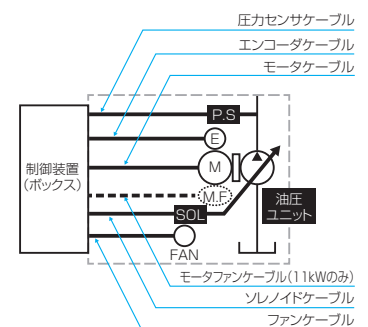 圧力センサケーブル
エンコーダケーブル
モータケーブル
P.S
E
制御装置
(ボックス)
M
M.F
油圧
ユニット
SOL
FAN
モータファンケーブル(11kWのみ)
ソレノイドケーブル
ファンケーブル